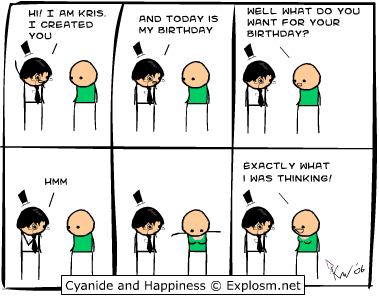 HI! I AM KRIS.
I CREATED
YOU
AND TODAY IS
MY BIRTHDAY
WELL WHAT DO YOU
WANT FOR YOUR
BIRTHDAY?
HMM
EXACTLY WHAT
I WAS THINKING!
Cyanide and Happiness © Explosm.net